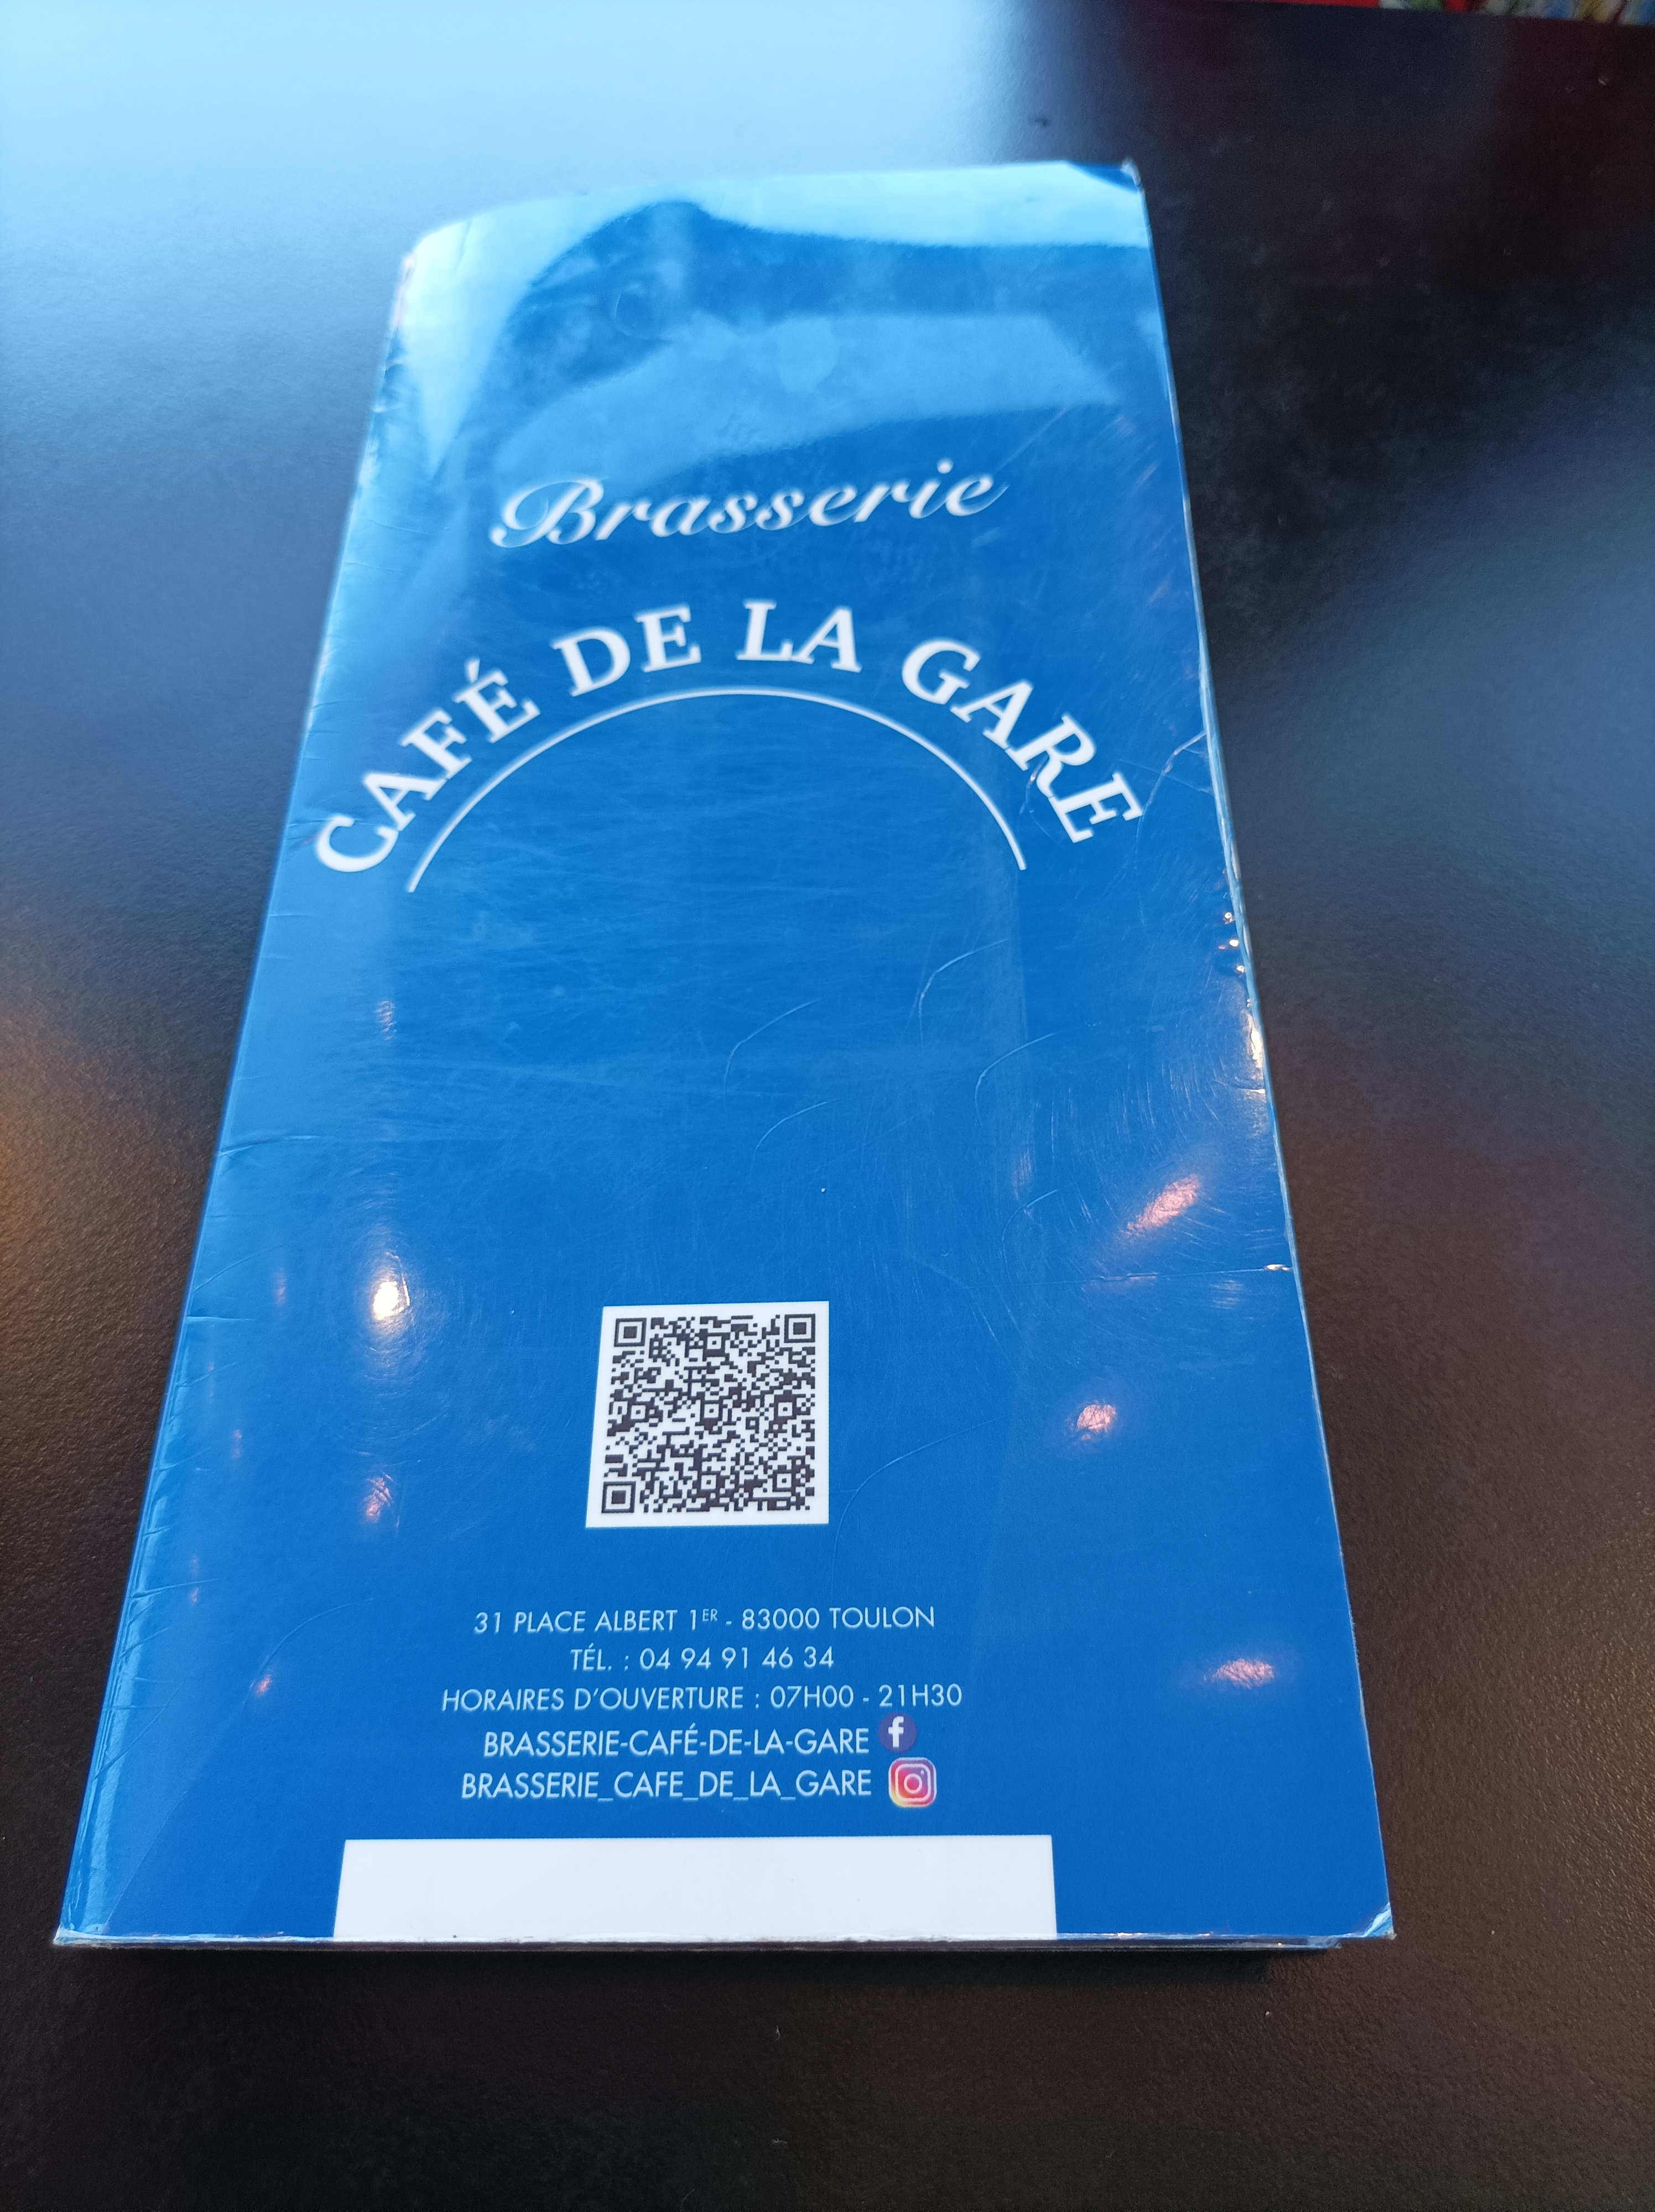 Brasserie
CAFÉ DE LA GARE
31 PLACE ALBERT 1ER - 83000 TOULON
TÉL. : 04 94 91 46 34
HORAIRES D'OUVERTURE : 07H00 - 21H30
BRASSERIE-CAFÉ-DE-LA-GARE f
BRASSERIE_CAFE_DE_LA_GARE